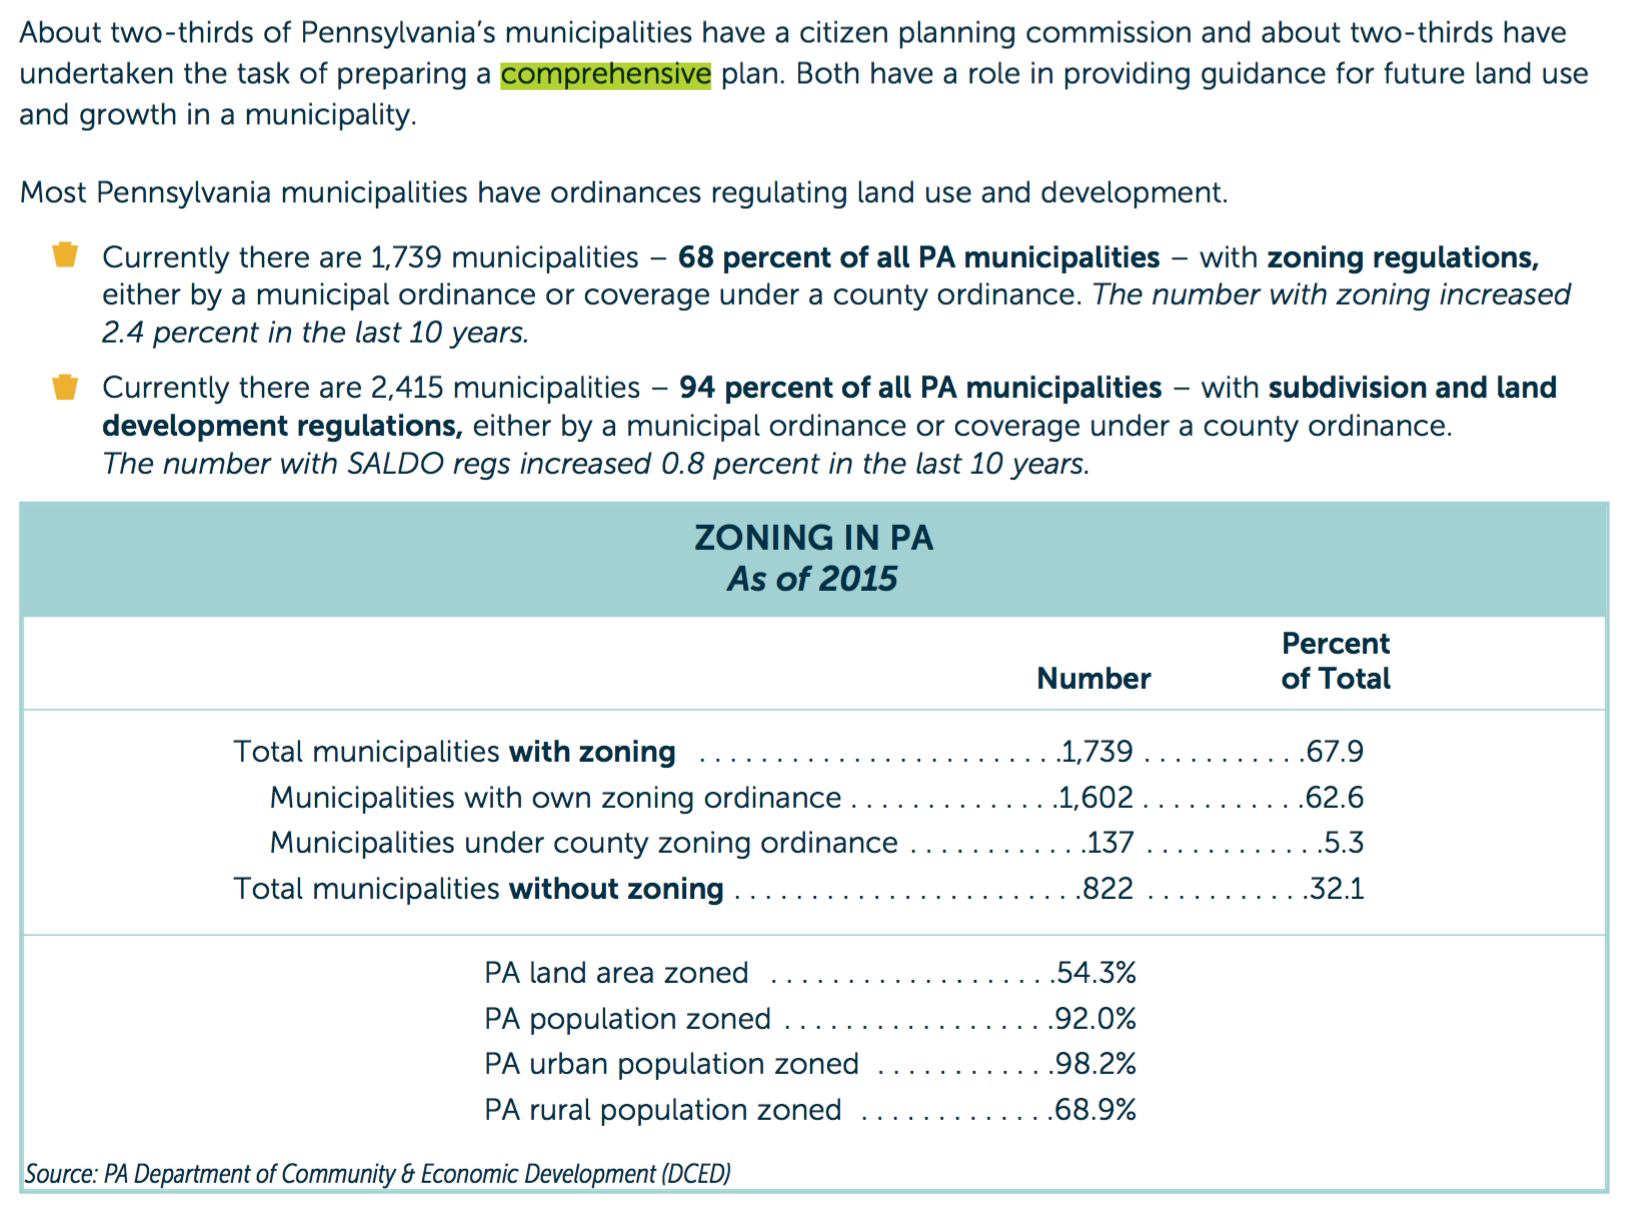 About two-thirds of Pennsylvania’s municipalities have a citizen planning commission and about two-thirds have
undertaken the task of preparing a comprehensive plan. Both have a role in providing guidance for future land use
and growth in a municipality.
Most Pennsylvania municipalities have ordinances regulating land use and development.
Currently there are 1,739 municipalities – 68 percent of all PA municipalities – with zoning regulations,
either by a municipal ordinance or coverage under a county ordinance. The number with zoning increased
2.4 percent in the last 10 years.
Currently there are 2,415 municipalities – 94 percent of all PA municipalities – with subdivision and land
development regulations, either by a municipal ordinance or coverage under a county ordinance.
The number with SALDO regs increased 0.8 percent in the last 10 years.
ZONING IN PA
As of 2015
Number Percent of Total
Total municipalities with zoning . . . . . . . . . . . . . . . . . . . . . . . .1,739 . . . . . . . . . . .67.9
Municipalities with own zoning ordinance . . . . . . . . . . . . . .1,602 . . . . . . . . . . .62.6
Municipalities under county zoning ordinance . . . . . . . . . . . .137 . . . . . . . . . . . .5.3
Total municipalities without zoning . . . . . . . . . . . . . . . . . . . . . . .822 . . . . . . . . . . .32.1
PA land area zoned . . . . . . . . . . . . . . . . . . .54.3%
PA population zoned . . . . . . . . . . . . . . . . . .92.0%
PA urban population zoned . . . . . . . . . . . .98.2%
PA rural population zoned . . . . . . . . . . . . .68.9%
Source: PA Department of Community & Economic Development (DCED)